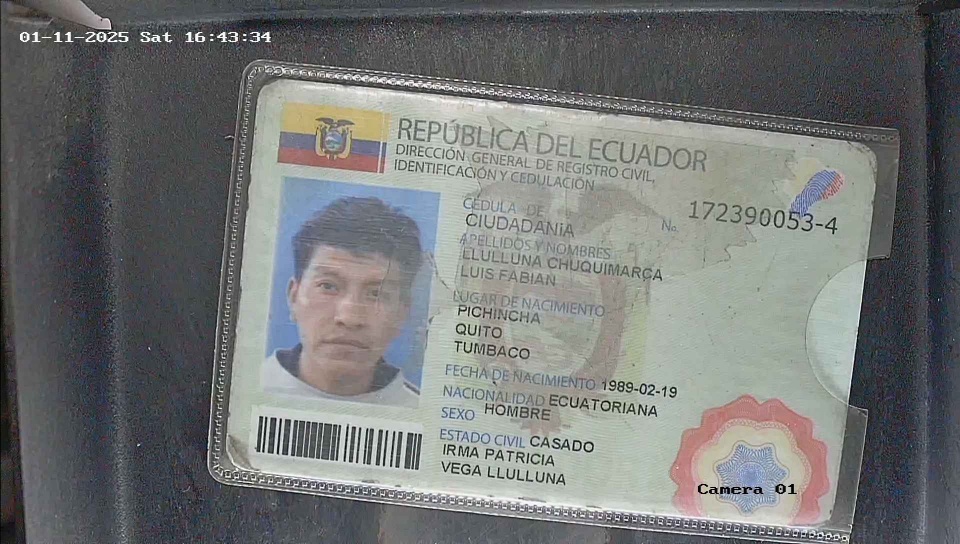 01-11-2025 Sat 16:43:34
REPÚBLICA DEL ECUADOR
DIRECCIÓN GENERAL DE REGISTRO CIVIL,
IDENTIFICACIÓN Y CEDULACIÓN
CÉDULA DE
CIUDADANÍA
No. 172390053-4
APELLIDOS Y NOMBRES
LLULLUNA CHUQUIMARCA
LUIS FABIAN
LUGAR DE NACIMIENTO
PICHINCHA
QUITO
TUMBACO
FECHA DE NACIMIENTO 1989-02-19
NACIONALIDAD ECUATORIANA
SEXO HOMBRE
ESTADO CIVIL CASADO
IRMA PATRICIA
VEGA LLULLUNA
Camera 01